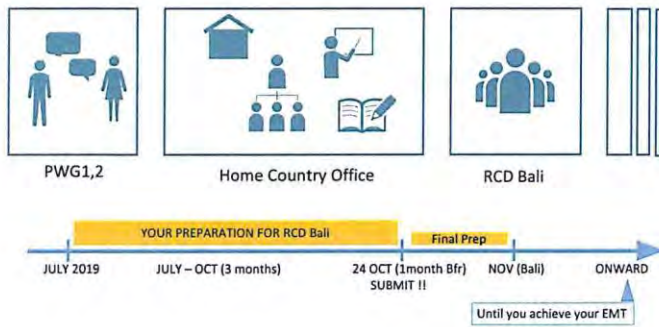 PWG1,2
Home Country Office
RCD Bali
YOUR PREPARATION FOR RCD Bali
Final Prep
JULY 2019
JULY – OCT (3 months)
24 OCT (1month Bfr)
SUBMIT !!
NOV (Bali)
ONWARD
Until you achieve your EMT